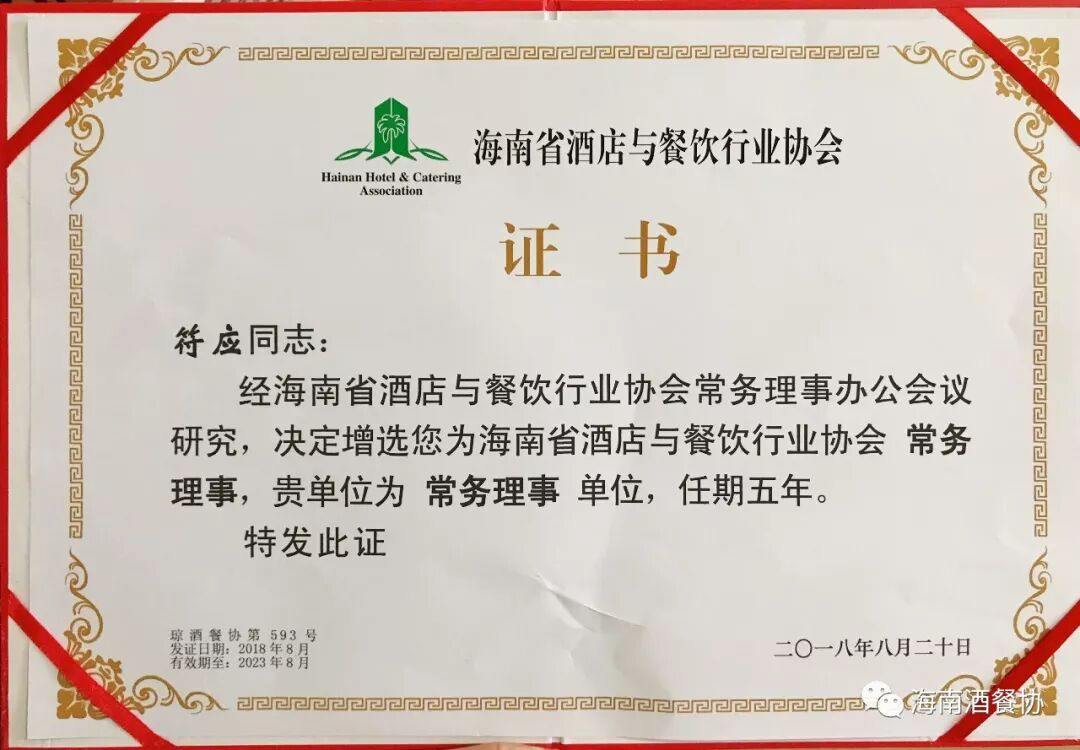 海南省酒店与餐饮行业协会
Hainan Hotel & Catering
Association
证 书
符应同志：
经海南省酒店与餐饮行业协会常务理事办公会议
研究，决定增选您为海南省酒店与餐饮行业协会 常务
理事，贵单位为 常务理事 单位，任期五年。
特发此证
琼酒餐协第 593 号
发证日期：2018 年 8 月
有效期至：2023 年 8 月
二〇一八年八月二十日
海南酒餐协